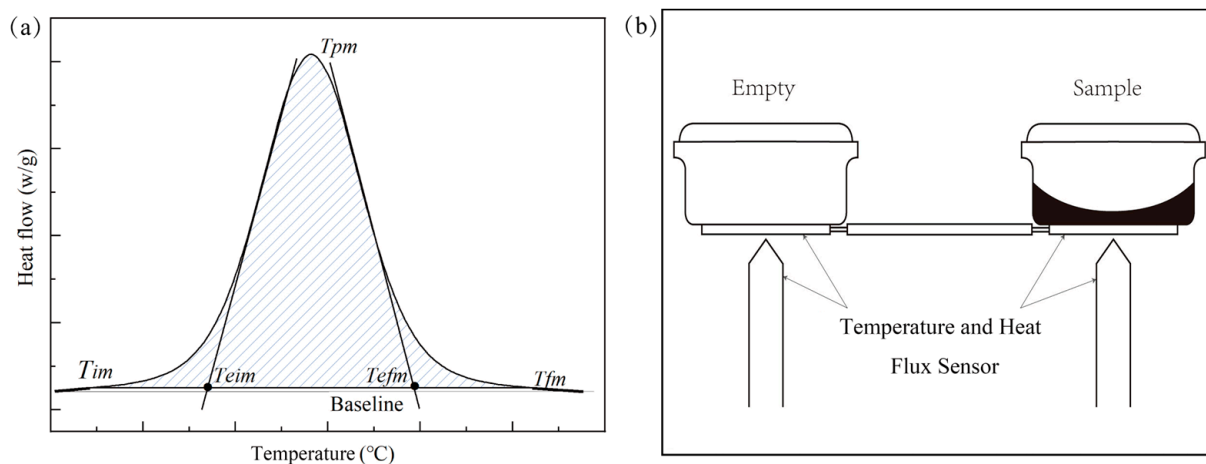 (a)
Tpm
Heat flow (w/g)
Tim
Teim
Tefm
Tfm
Baseline
Temperature (℃)
(b)
Empty
Sample
Temperature and Heat
Flux Sensor